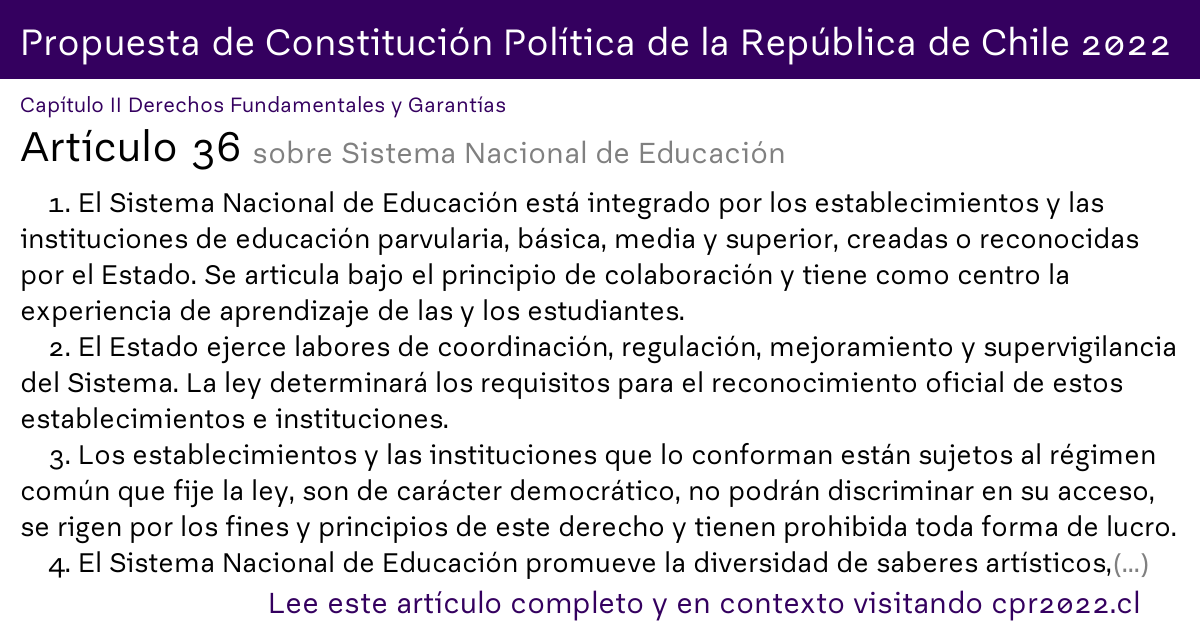 Propuesta de Constitución Política de la República de Chile 2022
Capítulo II Derechos Fundamentales y Garantías
Artículo 36 sobre Sistema Nacional de Educación
1. El Sistema Nacional de Educación está integrado por los establecimientos y las
instituciones de educación parvularia, básica, media y superior, creadas o reconocidas
por el Estado. Se articula bajo el principio de colaboración y tiene como centro la
experiencia de aprendizaje de las y los estudiantes.
2. El Estado ejerce labores de coordinación, regulación, mejoramiento y supervigilancia
del Sistema. La ley determinará los requisitos para el reconocimiento oficial de estos
establecimientos e instituciones.
3. Los establecimientos y las instituciones que lo conforman están sujetos al régimen
común que fije la ley, son de carácter democrático, no podrán discriminar en su acceso,
se rigen por los fines y principios de este derecho y tienen prohibida toda forma de lucro.
4. El Sistema Nacional de Educación promueve la diversidad de saberes artísticos,(...)
Lee este artículo completo y en contexto visitando cpr2022.cl